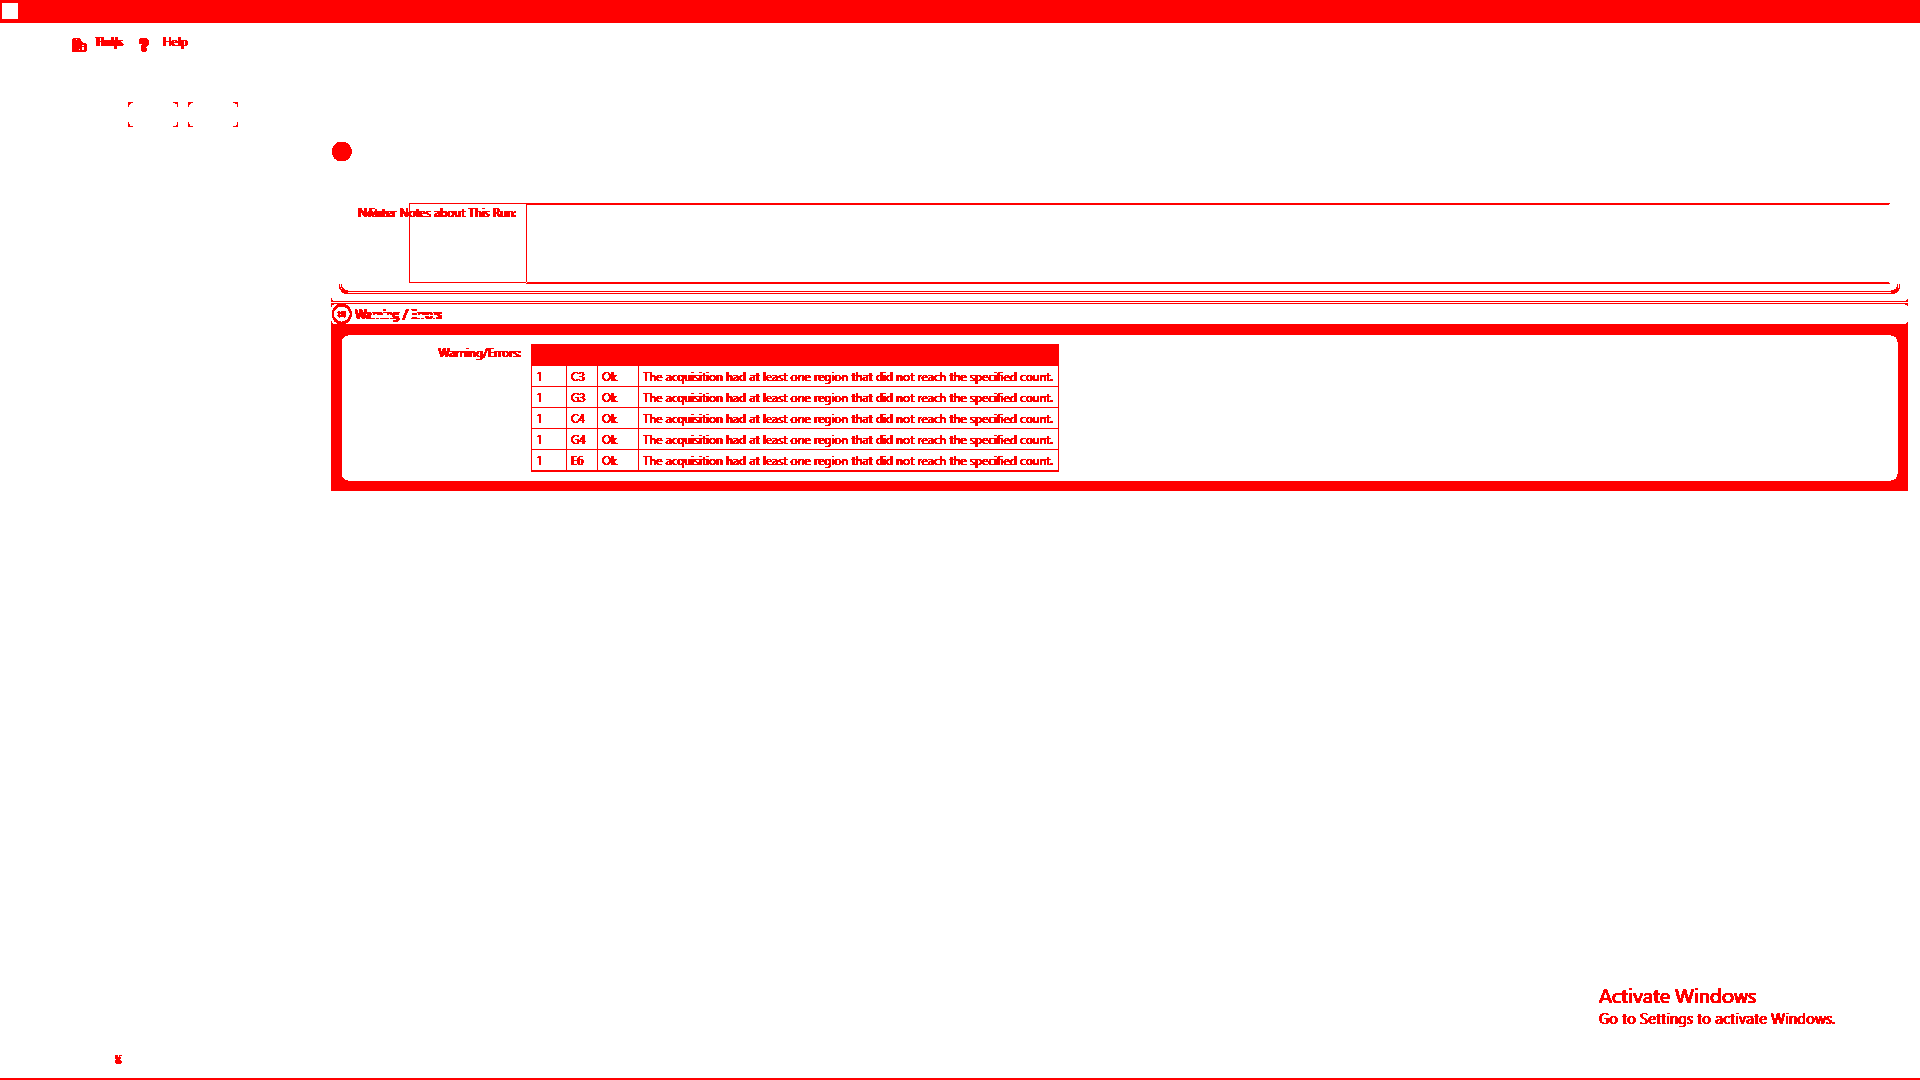 Help
Notes about This Run:
Warning / Errors
Warning/Errors:
1 C3 Ok The acquisition had at least one region that did not reach the specified count.
1 G3 Ok The acquisition had at least one region that did not reach the specified count.
1 C4 Ok The acquisition had at least one region that did not reach the specified count.
1 G4 Ok The acquisition had at least one region that did not reach the specified count.
1 E6 Ok The acquisition had at least one region that did not reach the specified count.
Activate Windows
Go to Settings to activate Windows.